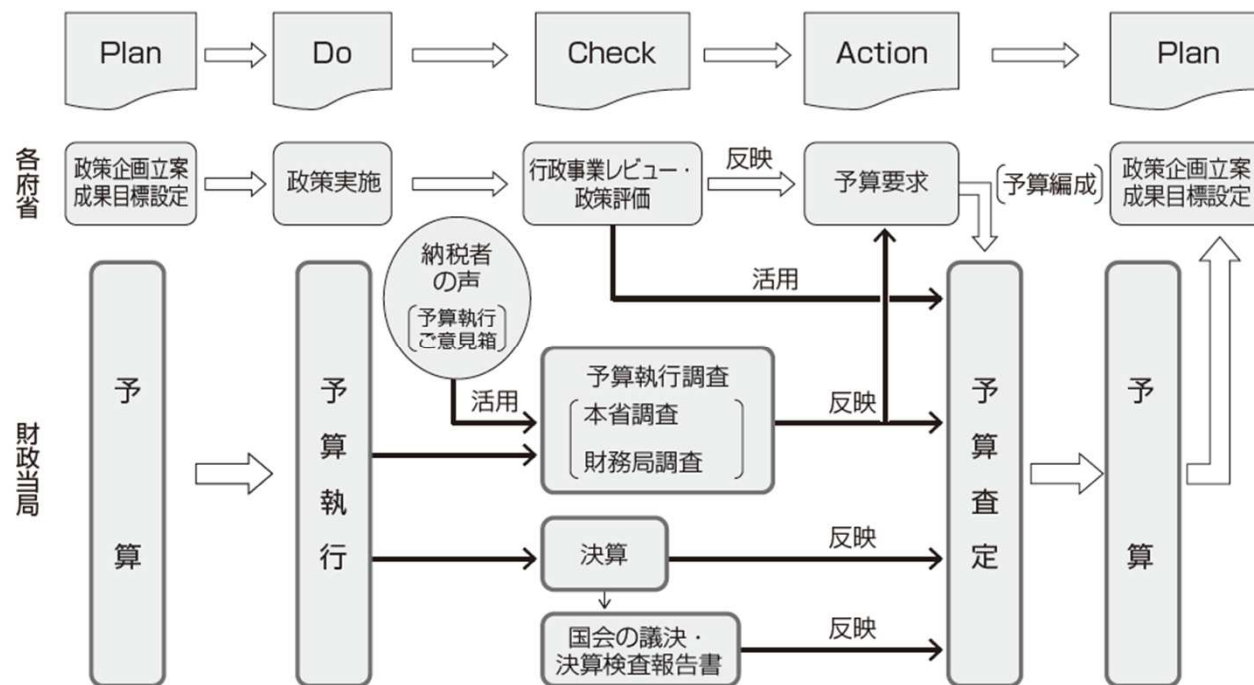 Plan
Do
Check
Action
Plan
各府省
政策企画立案
成果目標設定
政策実施
行政事業レビュー・
政策評価
反映
予算要求
予算編成
政策企画立案
成果目標設定
財政当局
予算
予算執行
納税者
の声
予算執行
ご意見箱
活用
活用
予算執行調査
本省調査
財務局調査
反映
決算
反映
国会の議決・
決算検査報告書
反映
予算査定
予算